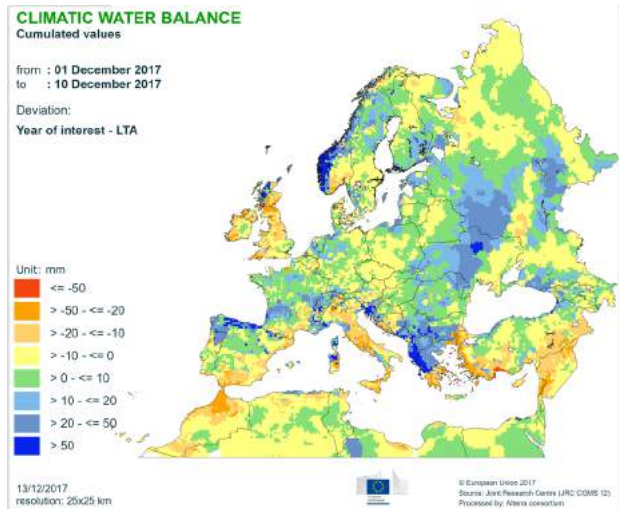 CLIMATIC WATER BALANCE
Cumulated values
from : 01 December 2017
to : 10 December 2017
Deviation:
Year of interest - LTA
Unit: mm
<= -50
> -50 - <= -20
> -20 - <= -10
> -10 - <= 0
> 0 - <= 10
> 10 - <= 20
> 20 - <= 50
> 50
13/12/2017
resolution: 25x25 km
© European Union 2017
Source: Joint Research Centre (JRC CGMS 12)
Processed by: Alterra consortium